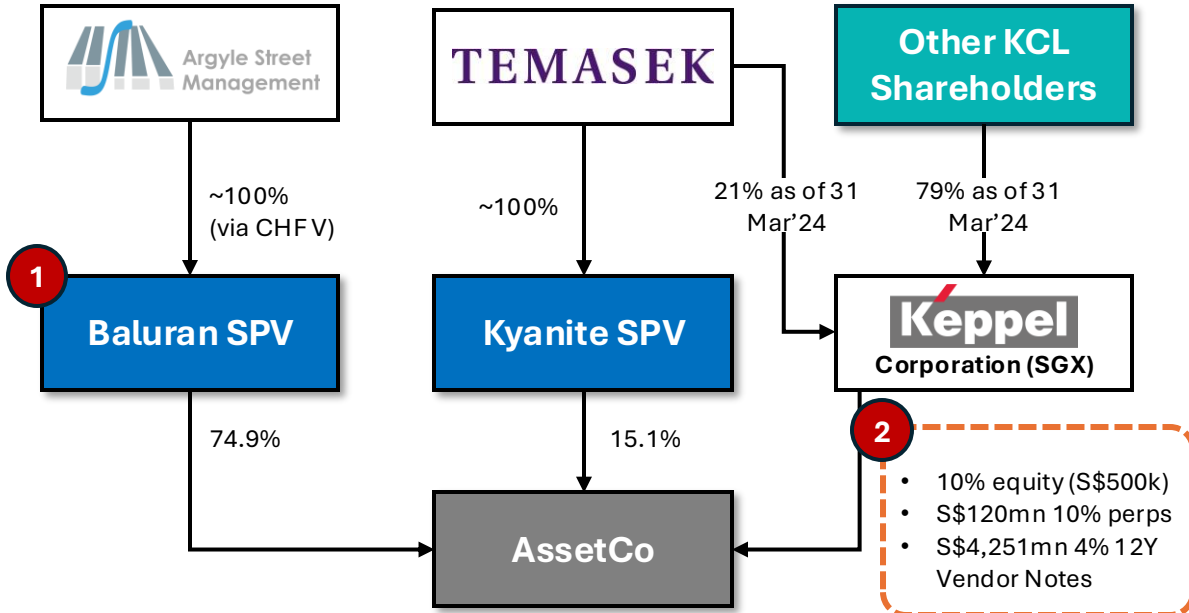 Argyle Street
Management
TEMASEK
Other KCL
Shareholders
~100%
(via CHF V)
~100%
21% as of 31
Mar'24
79% as of 31
Mar'24
1
Baluran SPV
Kyanite SPV
Keppel
Corporation (SGX)
74.9%
15.1%
2
• 10% equity (S$500k)
• S$120mn 10% perps
• S$4,251mn 4% 12Y
Vendor Notes
AssetCo